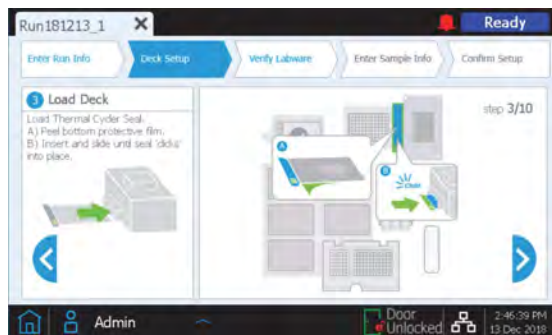 Run181213_1
Ready
Enter Run Info
Deck Setup
Verify Labware
Enter Sample Info
Confirm Setup
3 Load Deck
Load Thermal Cycler Seal.
A) Peel bottom protective film.
B) Insert and slide until seal 'clicks'
into place.
step 3/10
A
B
Click!
Admin
Door
Unlocked
2:46:39 PM
13 Dec 2018